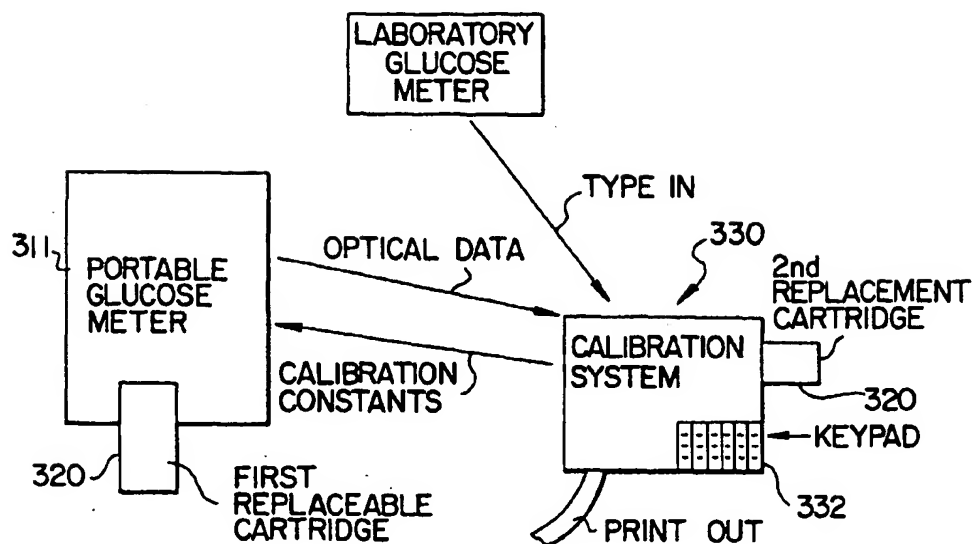 LABORATORY
GLUCOSE
METER
TYPE IN
330
311
PORTABLE
GLUCOSE
METER
OPTICAL DATA
2nd
REPLACEMENT
CARTRIDGE
CALIBRATION
SYSTEM
CALIBRATION
CONSTANTS
320
KEYPAD
320
FIRST
REPLACEABLE
CARTRIDGE
332
PRINT OUT